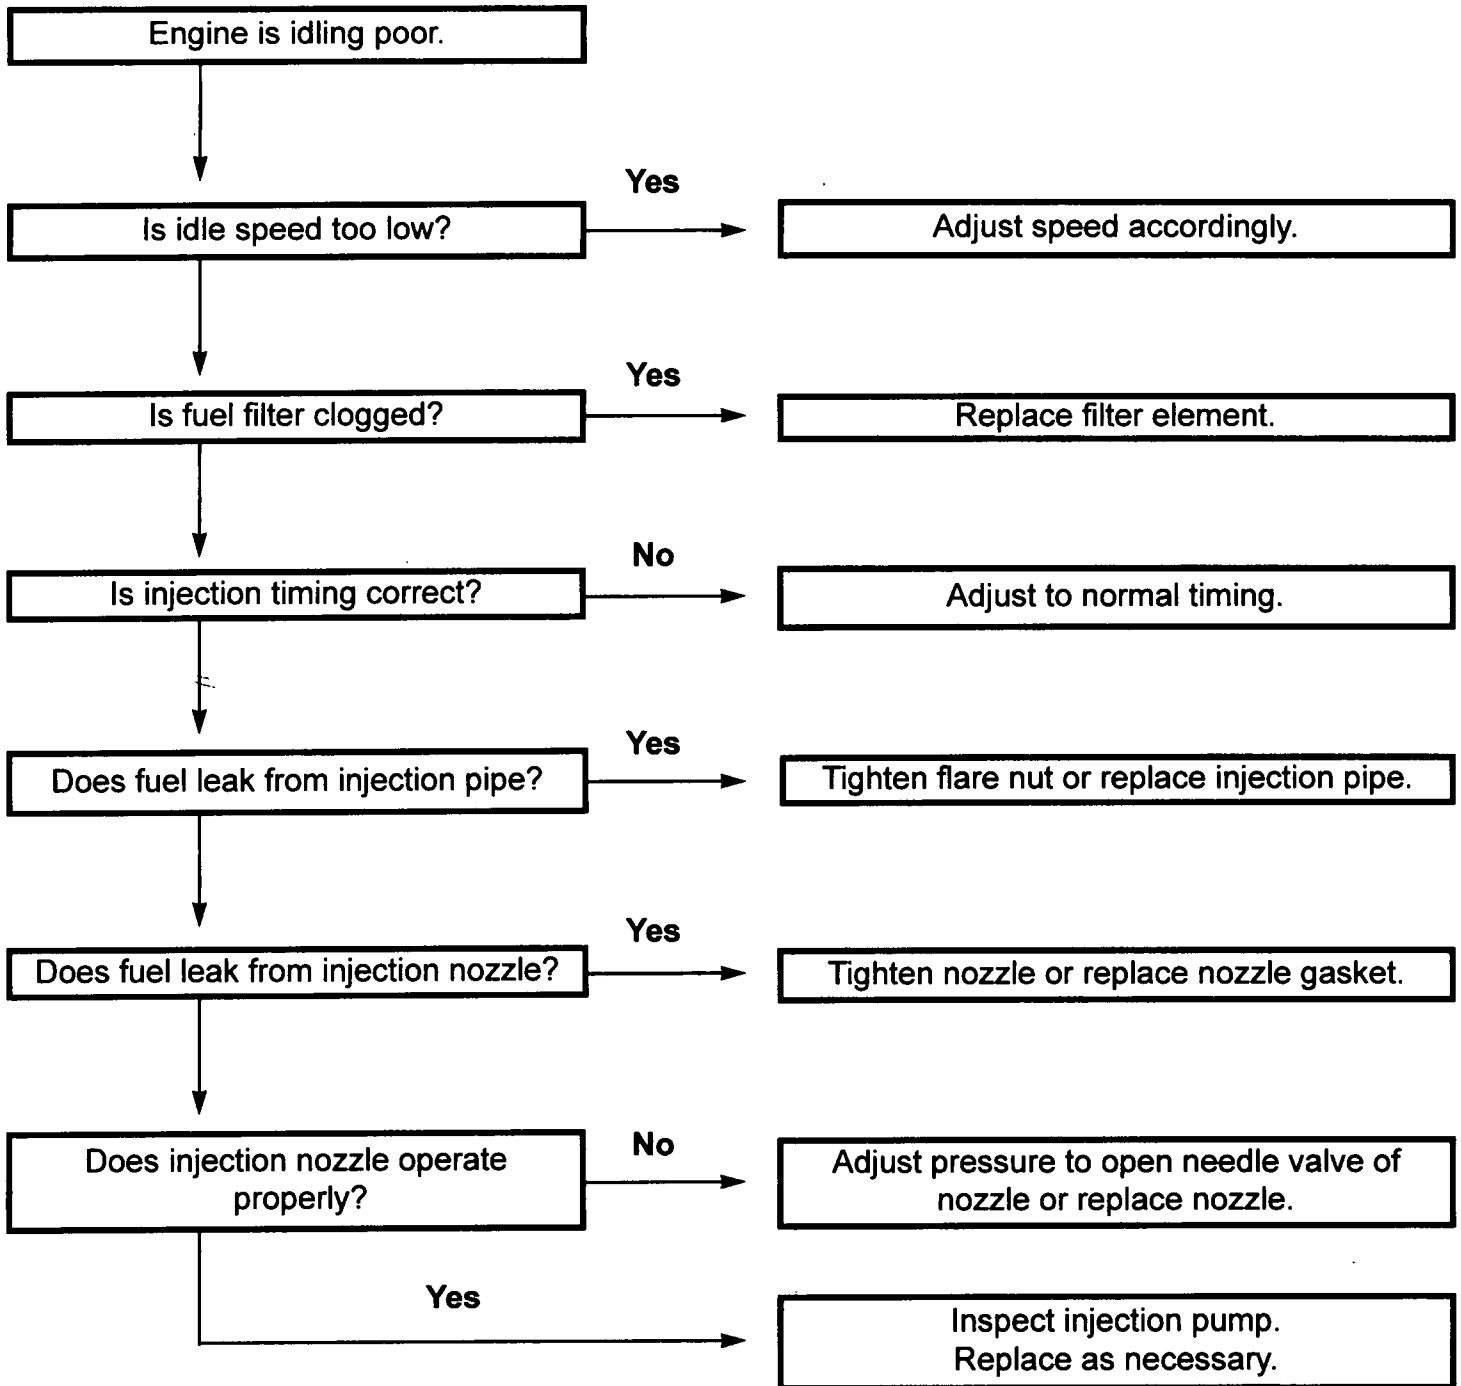 Engine is idling poor.
Yes
Is idle speed too low?
Adjust speed accordingly.
Yes
Is fuel filter clogged?
Replace filter element.
No
Is injection timing correct?
Adjust to normal timing.
Yes
Does fuel leak from injection pipe?
Tighten flare nut or replace injection pipe.
Yes
Does fuel leak from injection nozzle?
Tighten nozzle or replace nozzle gasket.
No
Does injection nozzle operate
properly?
Adjust pressure to open needle valve of
nozzle or replace nozzle.
Yes
Inspect injection pump.
Replace as necessary.